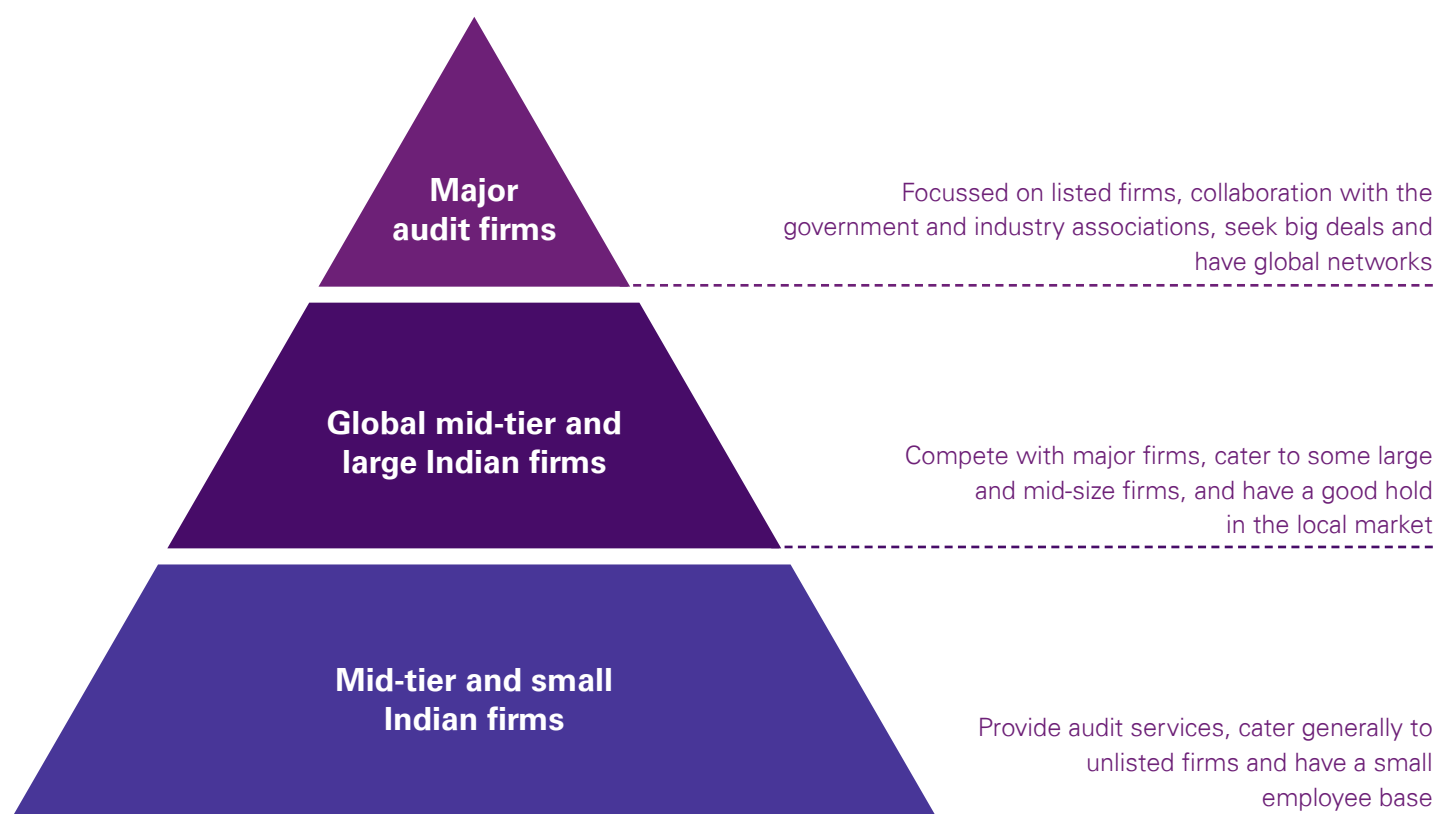 Major
audit firms
Focussed on listed firms, collaboration with the
government and industry associations, seek big deals and
have global networks
Global mid-tier and
large Indian firms
Compete with major firms, cater to some large
and mid-size firms, and have a good hold
in the local market
Mid-tier and small
Indian firms
Provide audit services, cater generally to
unlisted firms and have a small
employee base